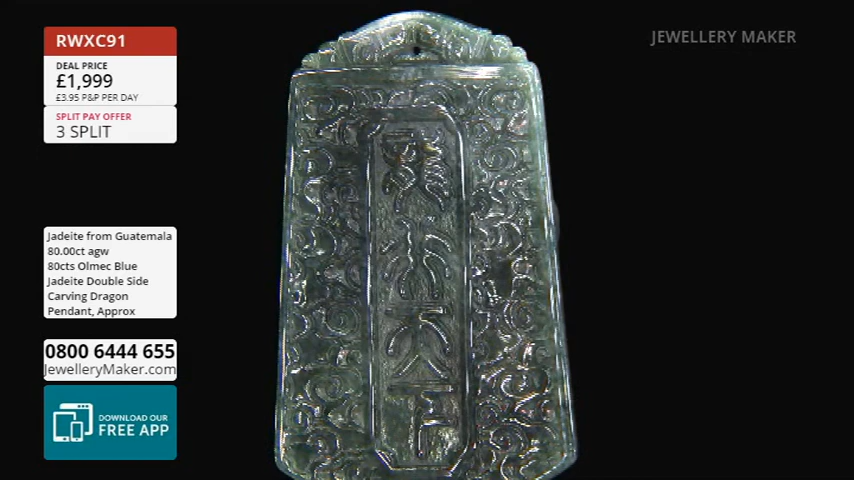 RWXC91
DEAL PRICE
£1,999
£3.95 P&P PER DAY
SPLIT PAY OFFER
3 SPLIT
JEWELLERY MAKER
Jadeite from Guatemala
80.00ct agw
80cts Olmec Blue
Jadeite Double Side
Carving Dragon
Pendant, Approx
0800 6444 655
JewelleryMaker.com
DOWNLOAD OUR
FREE APP
天
下